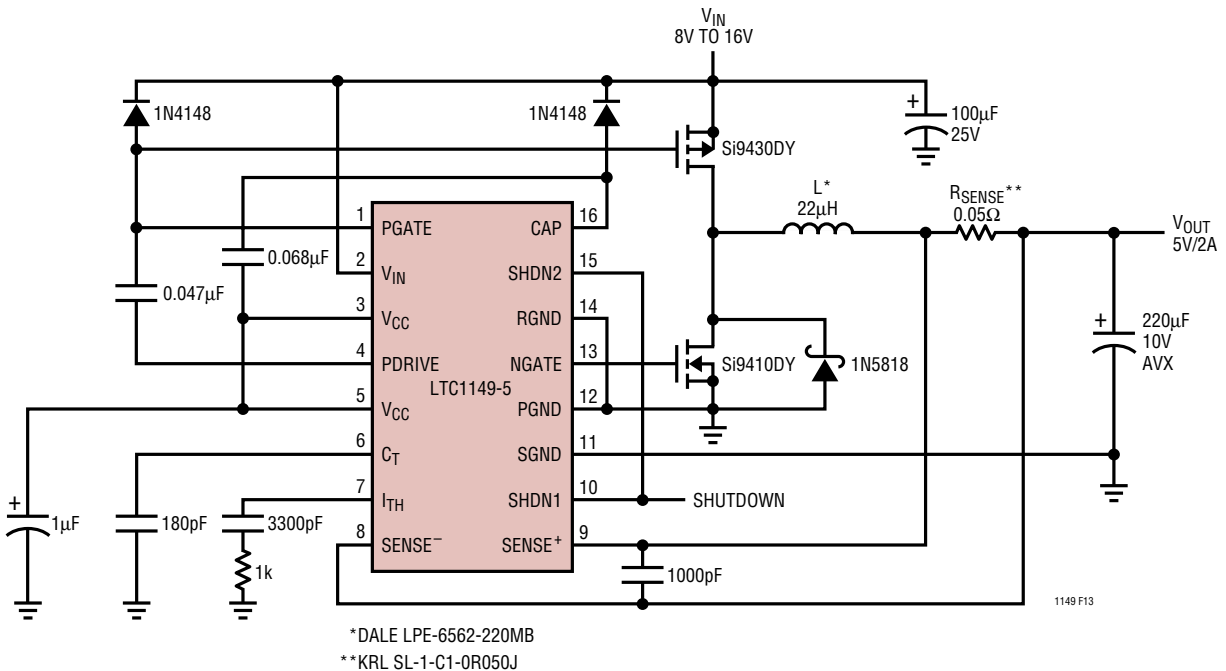 V_IN
8V TO 16V
1N4148
1N4148
+
100µF
25V
Si9430DY
L*
22µH
R_SENSE**
0.05Ω
V_OUT
5V/2A
1
PGATE
CAP
16
0.068µF
2
V_IN
SHDN2
15
0.047µF
3
V_CC
RGND
14
+
220µF
10V
AVX
4
PDRIVE
NGATE
13
Si9410DY
1N5818
LTC1149-5
5
V_CC
PGND
12
6
C_T
SGND
11
7
I_TH
SHDN1
10
SHUTDOWN
+
1µF
180pF
3300pF
8
SENSE⁻
SENSE⁺
9
1k
1000pF
1149 F13
*DALE LPE-6562-220MB
**KRL SL-1-C1-0R050J